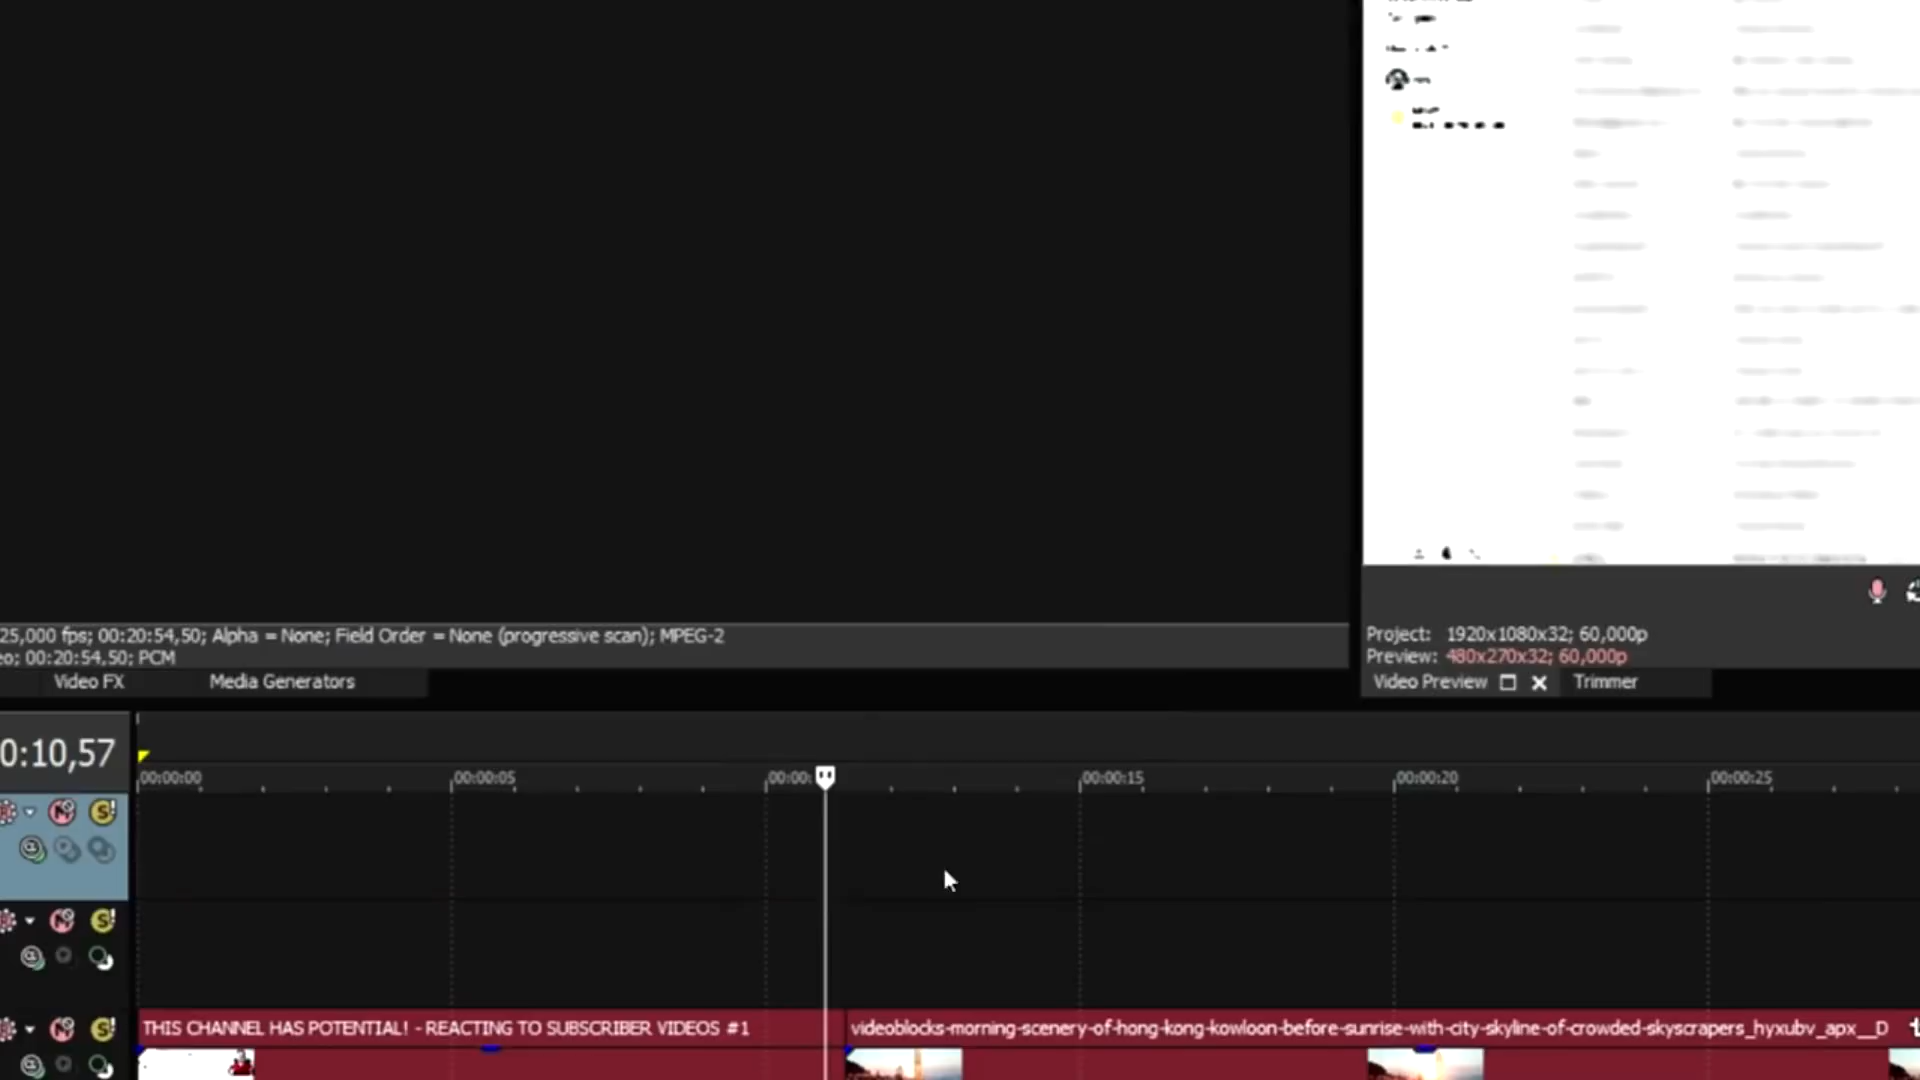 25,000 fps; 00:20:54,50; Alpha = None; Field Order = None (progressive scan); MPEG-2
eo; 00:20:54,50; PCM
Video FX
Media Generators
Project: 1920x1080x32; 60,000p
Preview: 480x270x32; 60,000p
Video Preview
Trimmer
0:10,57
00:00:00
00:00:05
00:00:
00:00:15
00:00:20
00:00:25
THIS CHANNEL HAS POTENTIAL! - REACTING TO SUBSCRIBER VIDEOS #1
videoblocks-morning-scenery-of-hong-kong-kowloon-before-sunrise-with-city-skyline-of-crowded-skyscrapers_hyxubv_apx__D